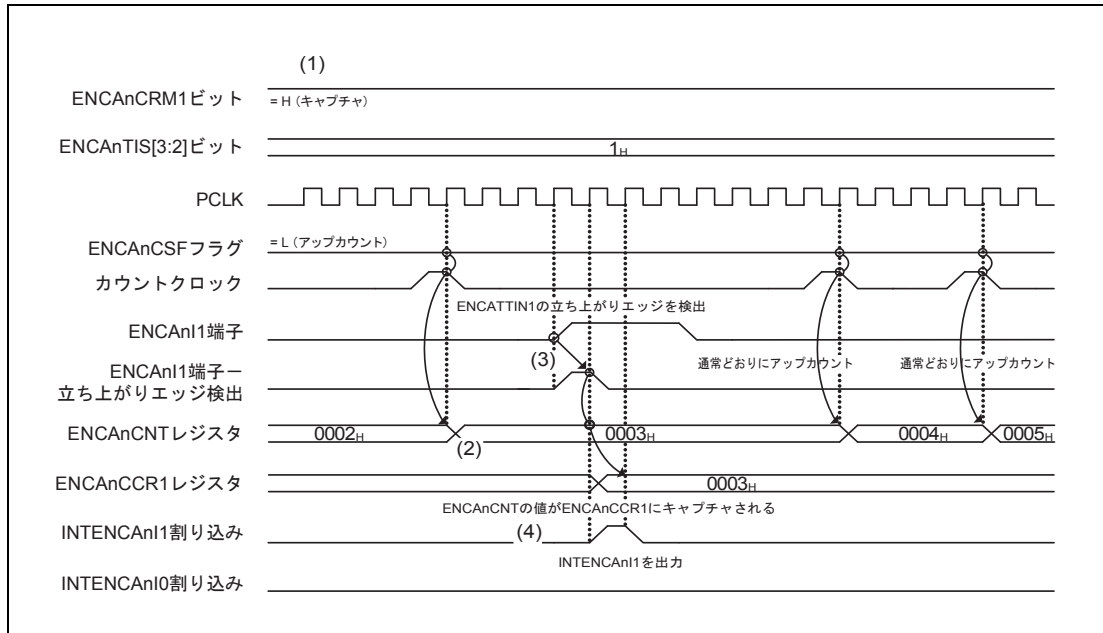 (1)
ENCAnCRM1ビット
= H (キャプチャ)
ENCAnTIS[3:2]ビット
1H
PCLK
ENCAnCSFフラグ
= L (アップカウント)
カウントクロック
ENCATTIN1の立ち上がりエッジを検出
ENCAnI1端子
(3)
通常どおりにアップカウント
通常どおりにアップカウント
ENCAnI1端子－
立ち上がりエッジ検出
ENCAnCNTレジスタ
0002H
(2)
0003H
0004H
0005H
ENCAnCCR1レジスタ
0003H
ENCAnCNTの値がENCAnCCR1にキャプチャされる
INTENCAnI1割り込み
(4)
INTENCAnI1を出力
INTENCAnI0割り込み